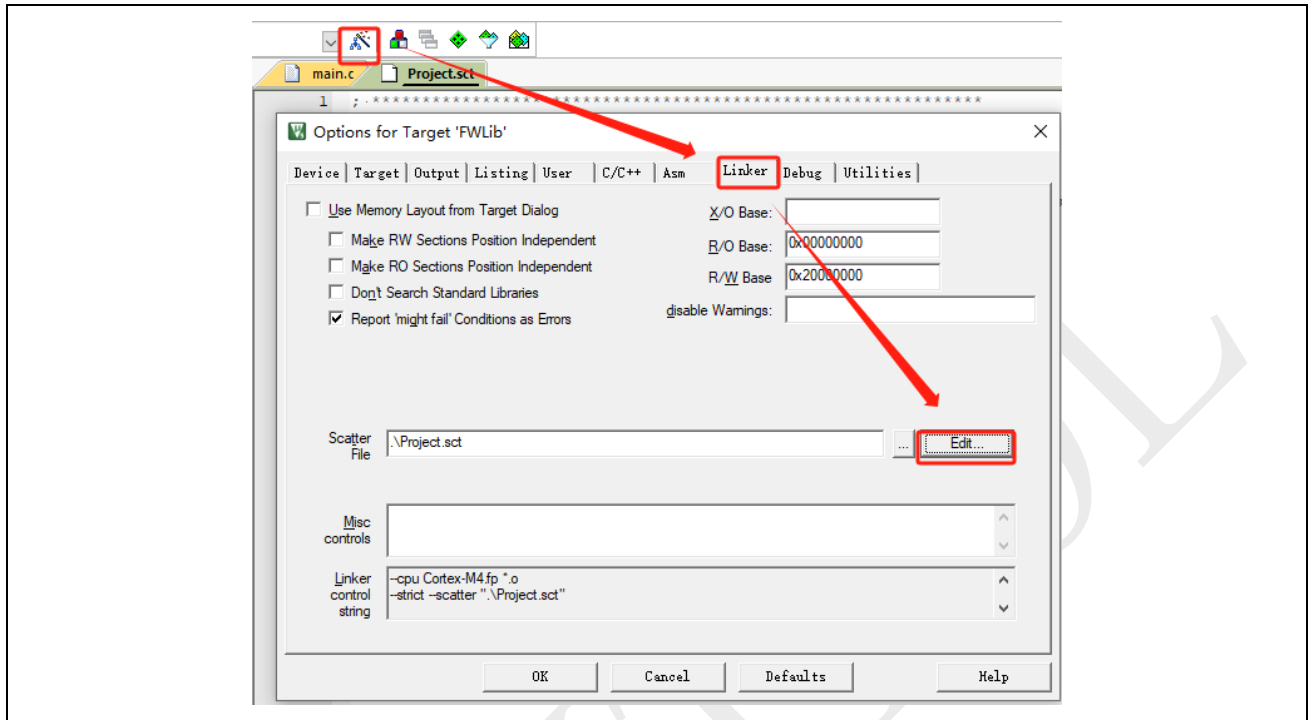 main.c Project.sct
1 ;.*************************************************************
Options for Target 'FWLib'
Device Target Output Listing User C/C++ Asm Linker Debug Utilities
Use Memory Layout from Target Dialog
X/O Base:
Make RW Sections Position Independent
R/O Base: 0x00000000
Make RO Sections Position Independent
R/W Base 0x20000000
Don't Search Standard Libraries
disable Warnings:
Report 'might fail' Conditions as Errors
Scatter
File
.\Project.sct
...
Edit...
Misc
controls
Linker
control
string
--cpu Cortex-M4.fp *.o
--strict --scatter ".\Project.sct"
OK Cancel Defaults Help